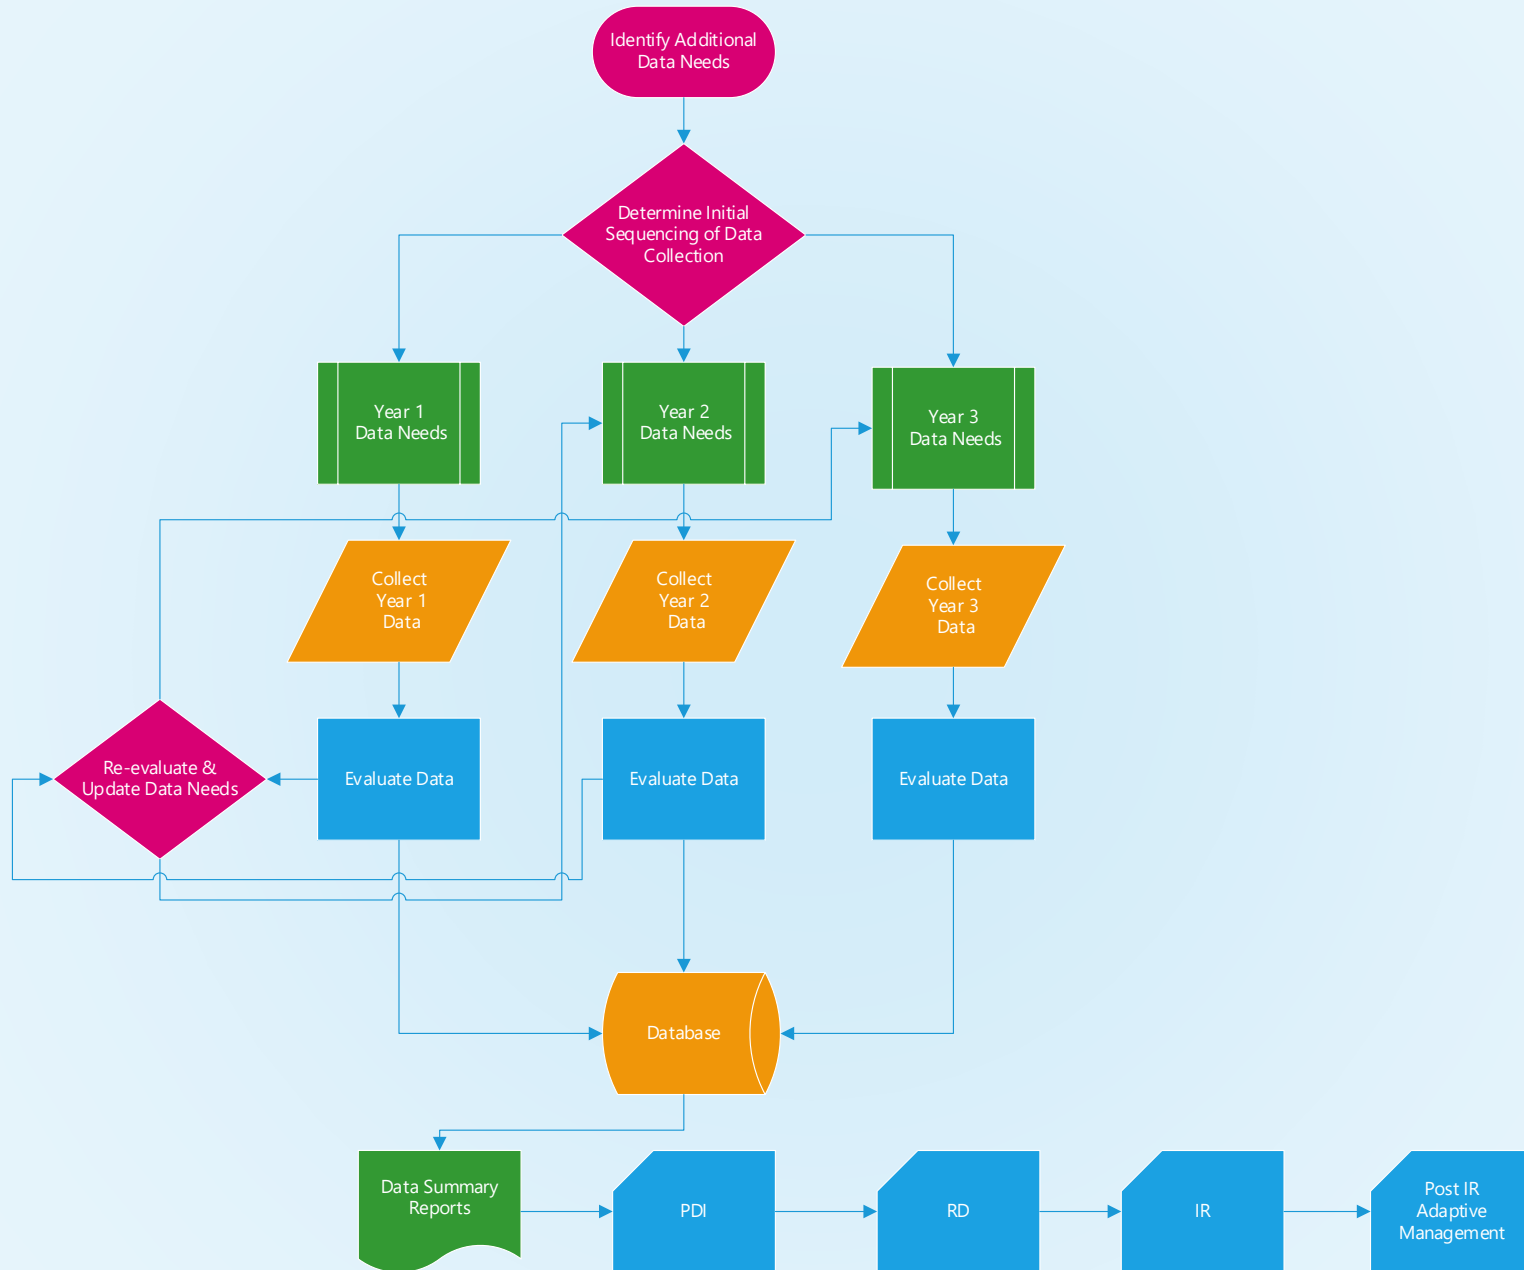 Identify Additional
Data Needs
Determine Initial
Sequencing of Data
Collection
Year 1
Data Needs
Year 2
Data Needs
Year 3
Data Needs
Collect
Year 1
Data
Collect
Year 2
Data
Collect
Year 3
Data
Re-evaluate &
Update Data Needs
Evaluate Data
Evaluate Data
Evaluate Data
Database
Data Summary
Reports
PDI
RD
IR
Post IR
Adaptive
Management